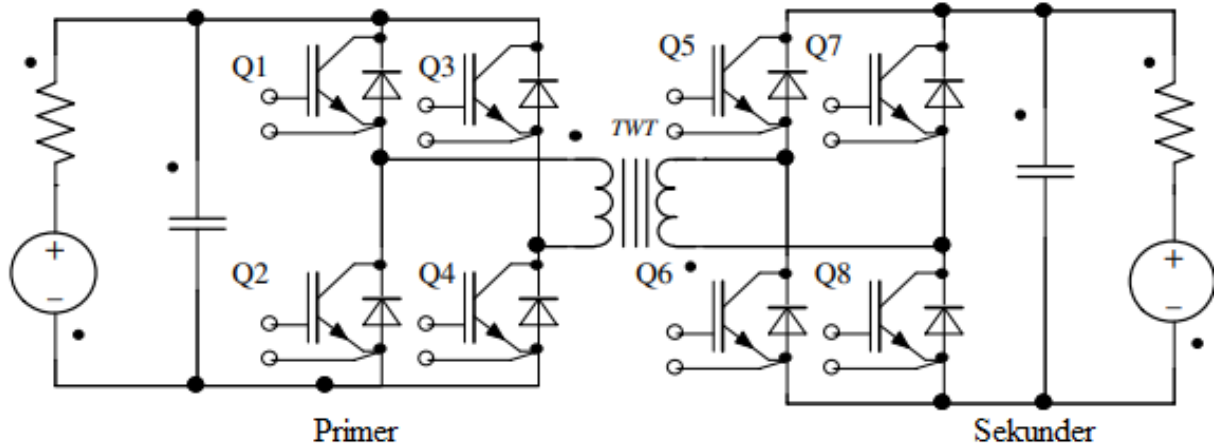 Q1
Q3
Q5
Q7
TWT
Q2
Q4
Q6
Q8
+
−
+
−
Primer
Sekunder